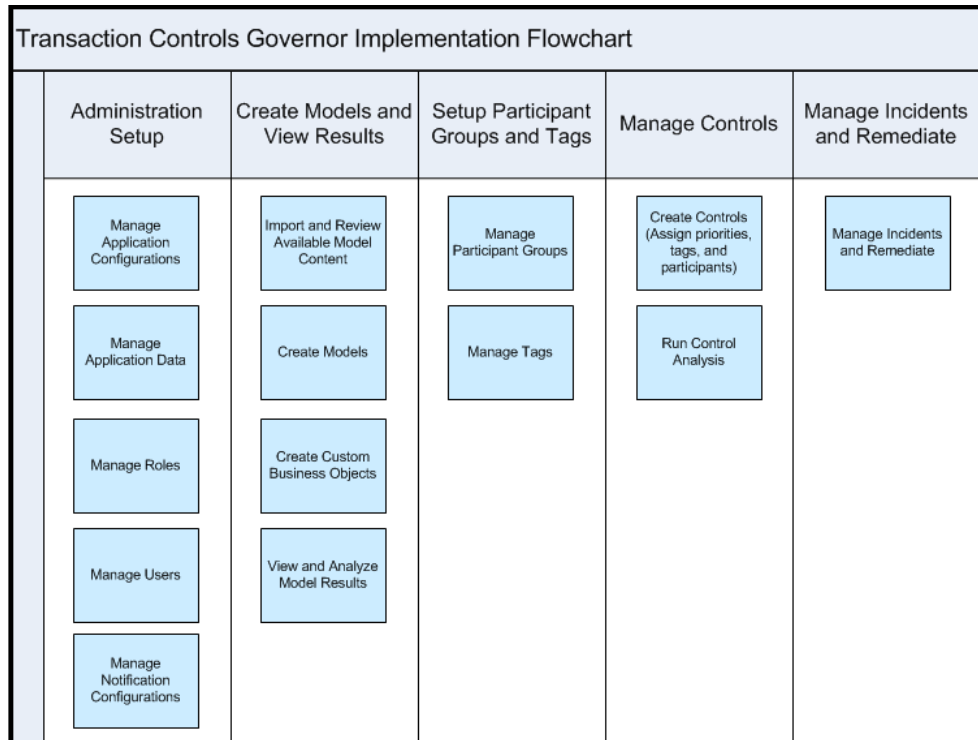 Transaction Controls Governor Implementation Flowchart
Administration
Setup
Create Models and
View Results
Setup Participant
Groups and Tags
Manage Controls
Manage Incidents
and Remediate
Manage
Application
Configurations
Manage
Application Data
Manage Roles
Manage Users
Manage
Notification
Configurations
Import and Review
Available Model
Content
Create Models
Create Custom
Business Objects
View and Analyze
Model Results
Manage
Participant Groups
Manage Tags
Create Controls
(Assign priorities,
tags, and
participants)
Run Control
Analysis
Manage Incidents
and Remediate